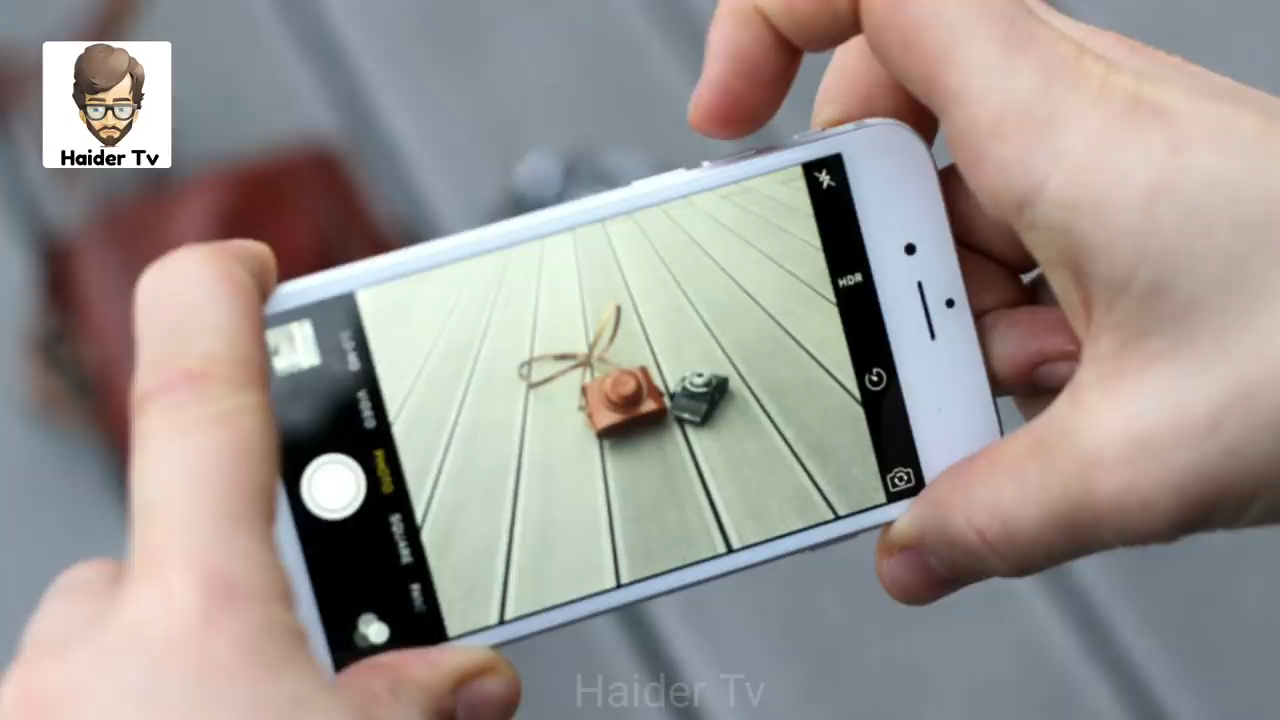 Haider Tv
HDR
VIDEO
PHOTO
SQUARE
Haider Tv